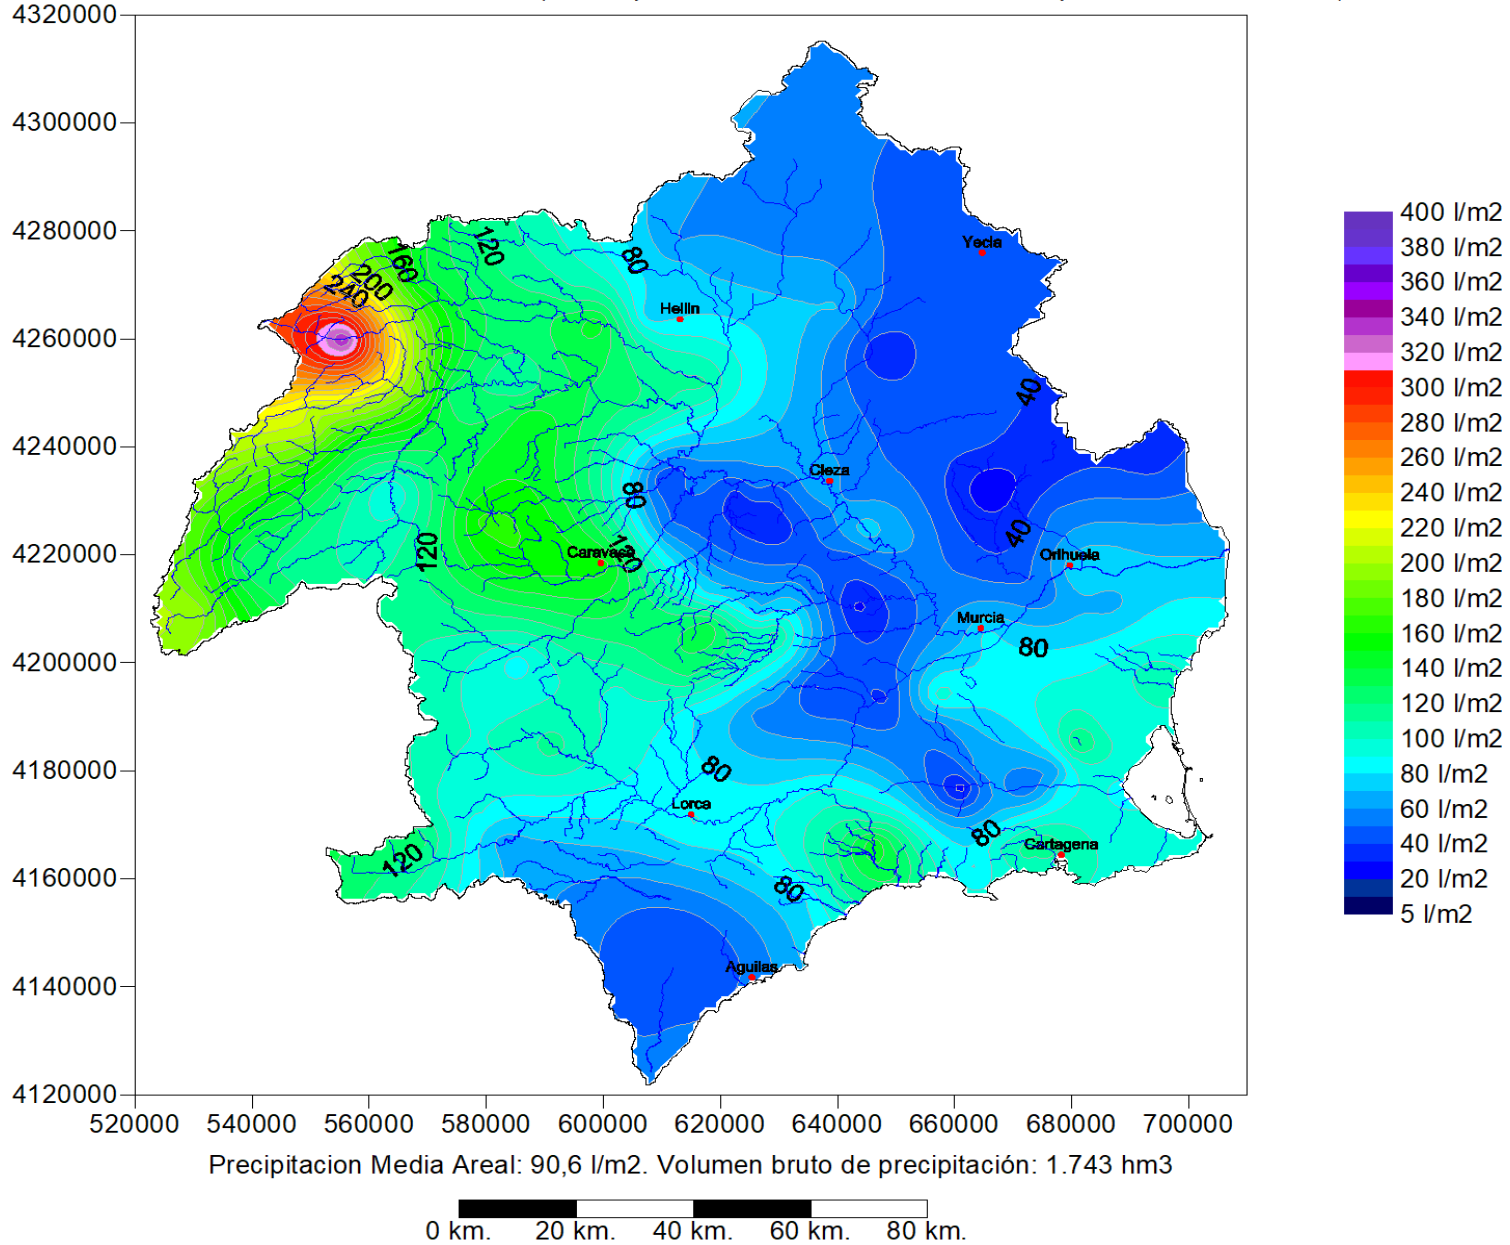 4320000
4300000
4280000
4260000
4240000
4220000
4200000
4180000
4160000
4140000
4120000
520000 540000 560000 580000 600000 620000 640000 660000 680000 700000
120
160
200
240
80
Yecla
Hellin
40
Cieza
80
40
120
120
Caravaca
Orihuela
Murcia
80
80
Lorca
80
Cartagena
120
80
Aguilas
400 l/m2
380 l/m2
360 l/m2
340 l/m2
320 l/m2
300 l/m2
280 l/m2
260 l/m2
240 l/m2
220 l/m2
200 l/m2
180 l/m2
160 l/m2
140 l/m2
120 l/m2
100 l/m2
80 l/m2
60 l/m2
40 l/m2
20 l/m2
5 l/m2
Precipitacion Media Areal: 90,6 l/m2. Volumen bruto de precipitación: 1.743 hm3
0 km. 20 km. 40 km. 60 km. 80 km.